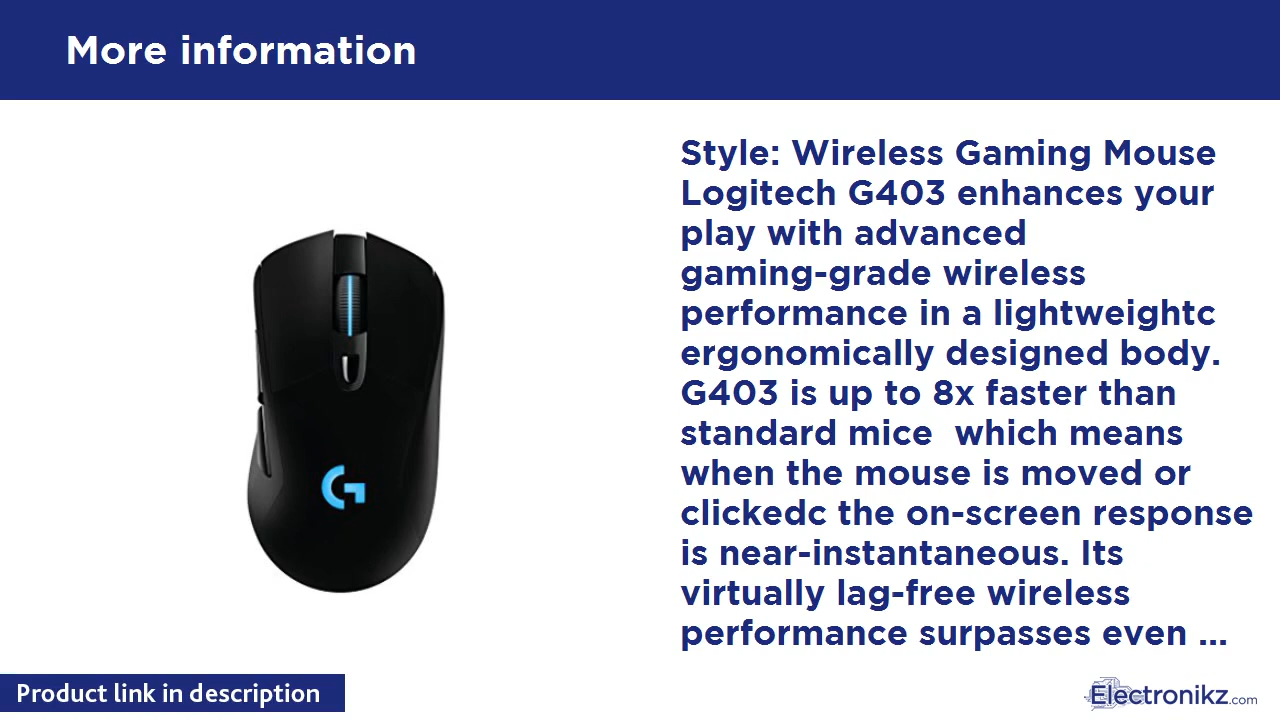 More information
Style: Wireless Gaming Mouse
Logitech G403 enhances your
play with advanced
gaming-grade wireless
performance in a lightweightc
ergonomically designed body.
G403 is up to 8x faster than
standard mice  which means
when the mouse is moved or
clickedc the on-screen response
is near-instantaneous. Its
virtually lag-free wireless
performance surpasses even ...
G
Product link in description
Electronikz.com